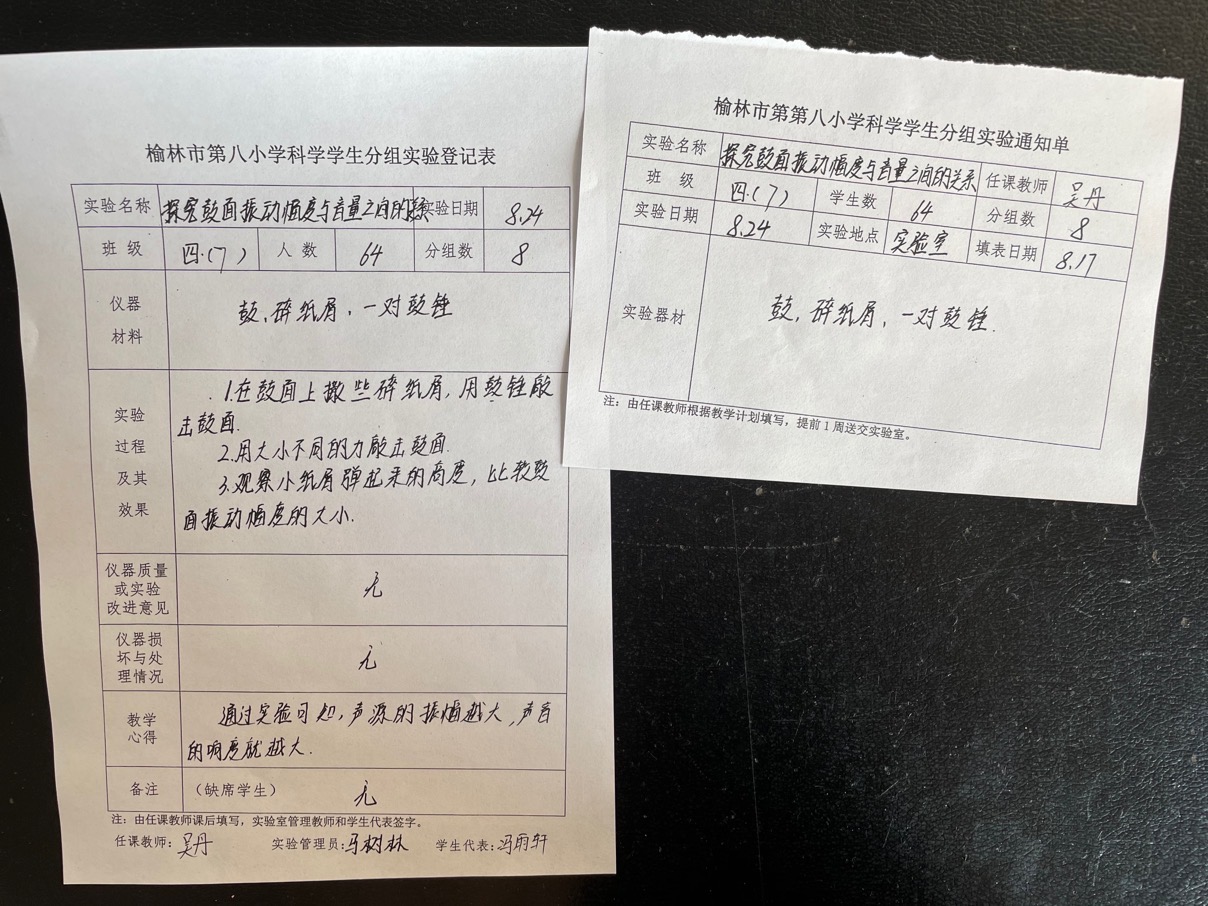 榆林市第八小学科学学生分组实验登记表
实验名称 探究鼓面振动幅度与音量之间的关系 实验日期 8.24
班 级 四.(7) 人 数 64 分组数 8
仪器
材料
鼓、碎纸屑、一对鼓锤
实验
过程
及其
效果
1.在鼓面上撒些碎纸屑,用鼓锤敲
击鼓面.
2.用大小不同的力敲击鼓面.
3.观察小纸屑弹起来的高度,比较鼓
面振动幅度的大小.
仪器质量
或实验
改进意见
无
仪器损
坏与处
理情况
无
教学
心得
通过实验可知,声源的振幅越大,声音
的响度就越大.
备注 (缺席学生) 无
注:由任课教师课后填写,实验室管理教师和学生代表签字。
任课教师:吴丹 实验管理员:马树林 学生代表:冯雨轩
榆林市第第八小学科学学生分组实验通知单
实验名称 探究鼓面振动幅度与音量之间的关系 任课教师 吴丹
班 级 四.(7) 学生数 64 分组数 8
实验日期 8.24 实验地点 实验室 填表日期 8.17
实验器材 鼓,碎纸屑、一对鼓锤.
注:由任课教师根据教学计划填写,提前1周送交实验室。